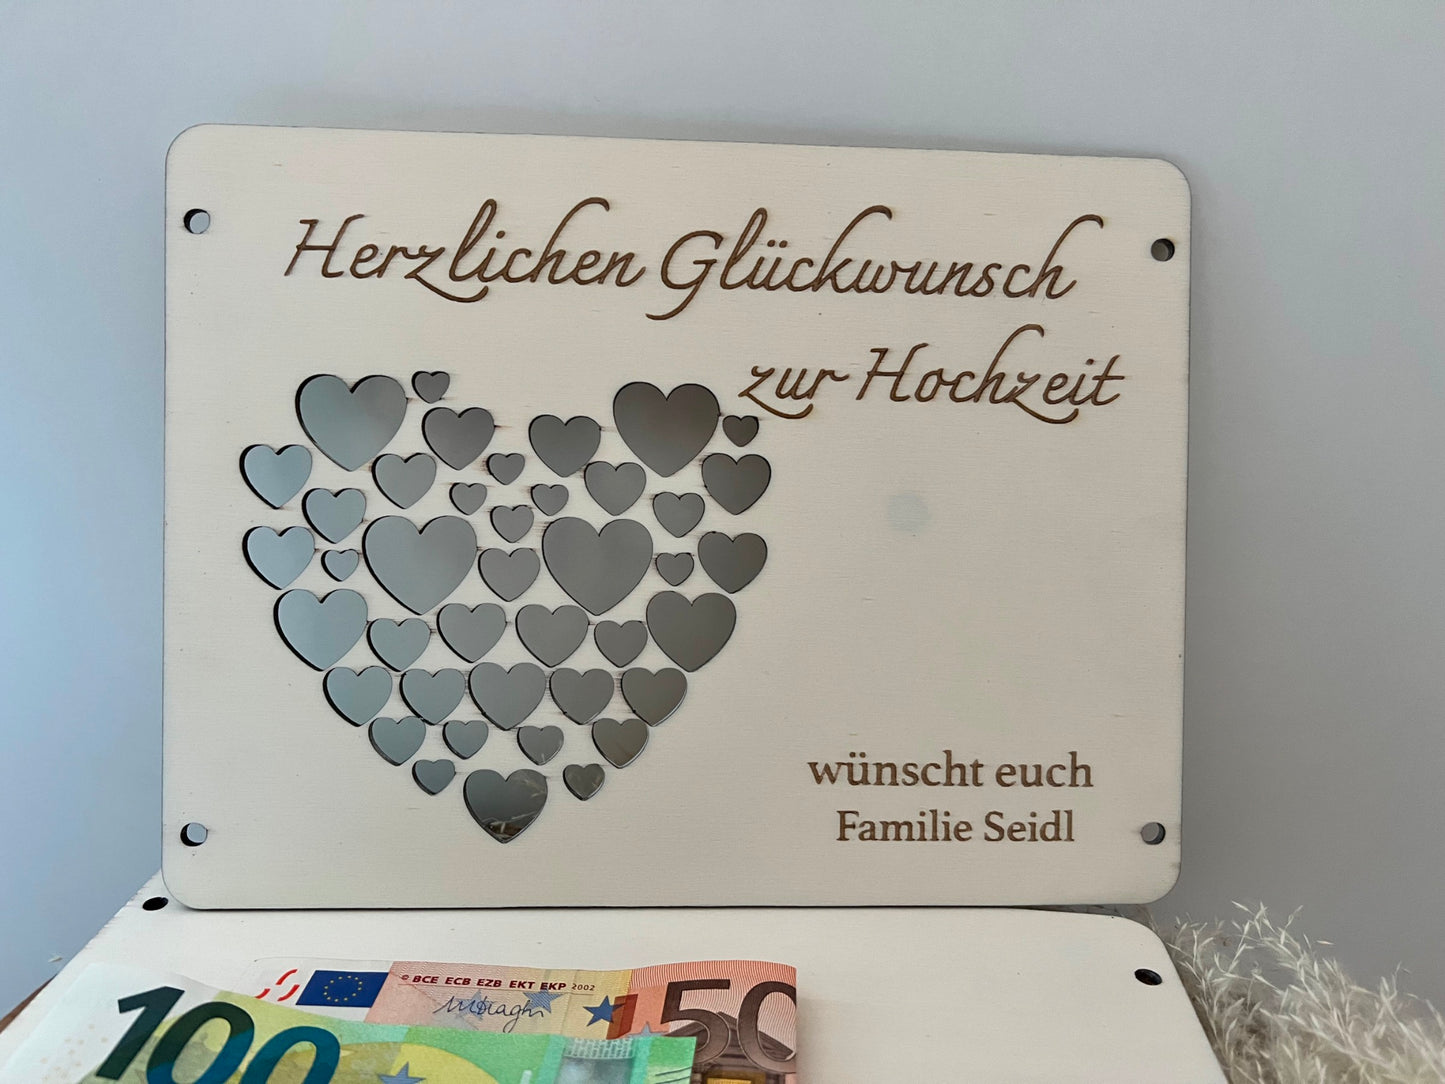 Herzlichen Glückwunsch
zur Hochzeit
wünscht euch
Familie Seidl
© BCE ECB EZB EKT EKP 2002
50
100